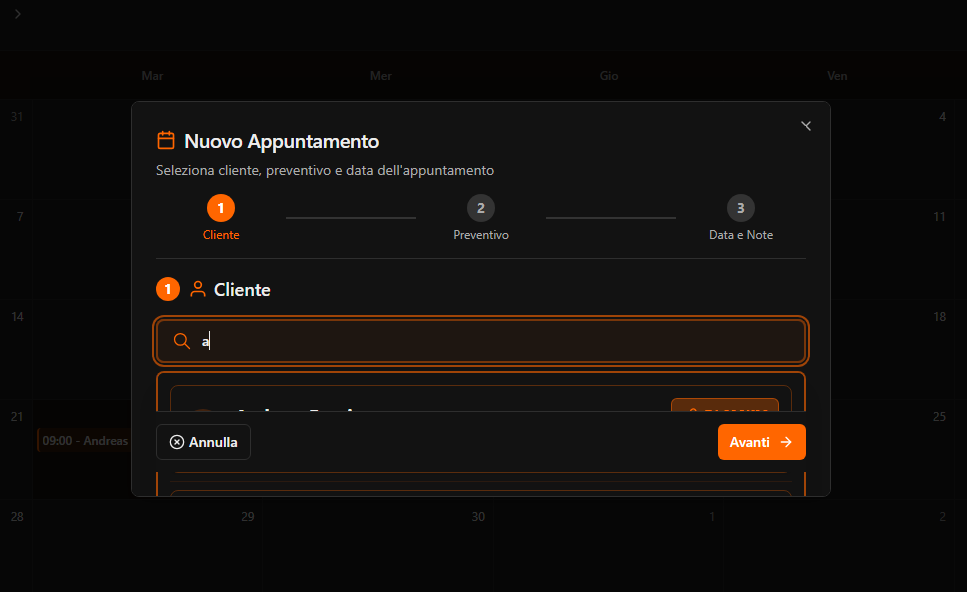 Mar Mer Gio Ven
31 4
Nuovo Appuntamento
Seleziona cliente, preventivo e data dell'appuntamento
1 2 3
Cliente Preventivo Data e Note
7 11
1 Cliente
14 18
a
21 25
09:00 - Andreas
Annulla Avanti
28 29 30 1 2